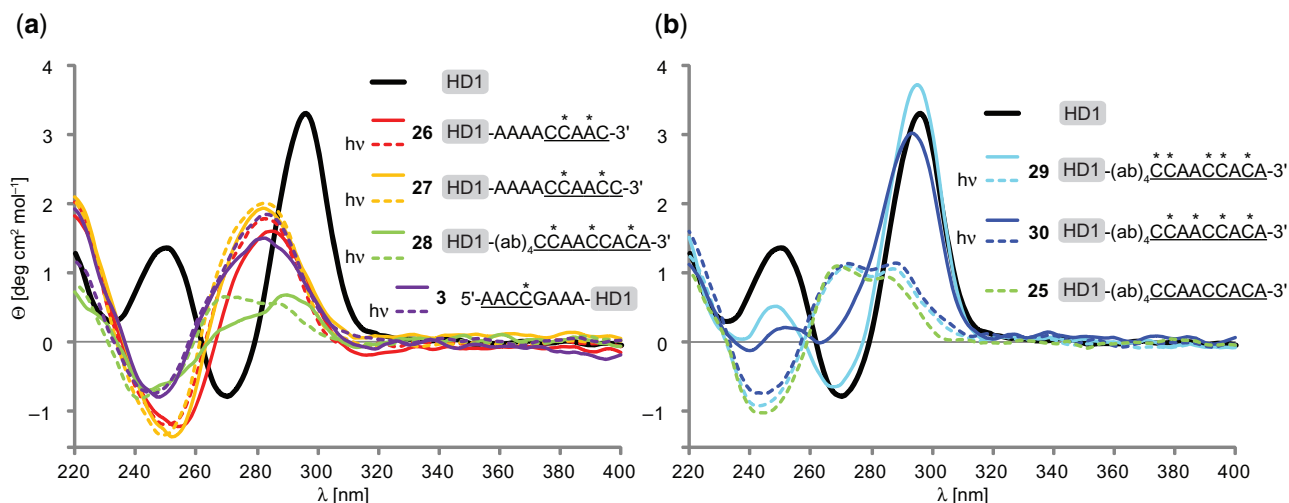 (a)
4
3
2
1
0
−1
Θ [deg cm² mol⁻¹]
220 240 260 280 300 320 340 360 380 400
λ [nm]
HD1
* *
26 HD1-AAAACCAAC-3'
hν
* *
27 HD1-AAAACCAACC-3'
hν
* * *
28 HD1-(ab)₄CCAACCACA-3'
hν
*
3 5'-AACCGAAA-HD1
hν
(b)
4
3
2
1
0
−1
Θ [deg cm² mol⁻¹]
220 240 260 280 300 320 340 360 380 400
λ [nm]
HD1
* * * * *
29 HD1-(ab)₄CCAACCACA-3'
hν
* * * *
30 HD1-(ab)₄CCAACCACA-3'
hν
25 HD1-(ab)₄CCAACCACA-3'